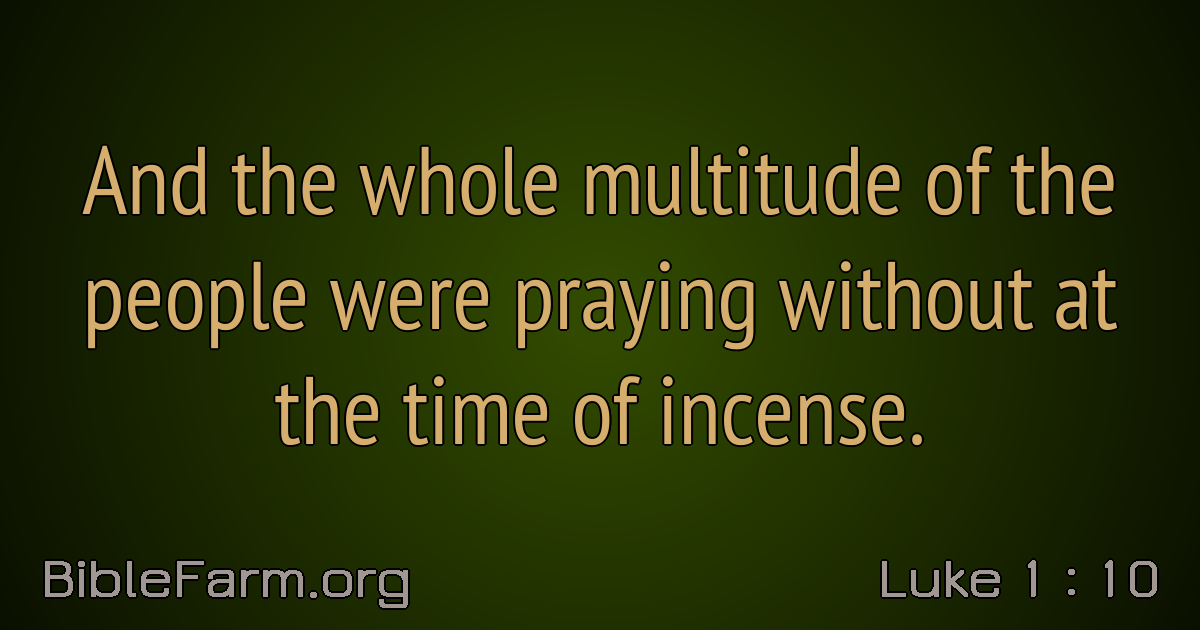 And the whole multitude of the
people were praying without at
the time of incense.
BibleFarm.org
Luke 1 : 10